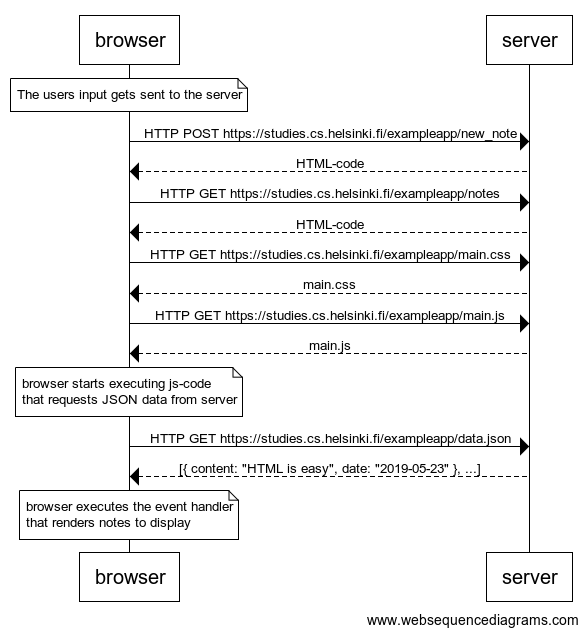 browser
server
The users input gets sent to the server
HTTP POST https://studies.cs.helsinki.fi/exampleapp/new_note
HTML-code
HTTP GET https://studies.cs.helsinki.fi/exampleapp/notes
HTML-code
HTTP GET https://studies.cs.helsinki.fi/exampleapp/main.css
main.css
HTTP GET https://studies.cs.helsinki.fi/exampleapp/main.js
main.js
browser starts executing js-code
that requests JSON data from server
HTTP GET https://studies.cs.helsinki.fi/exampleapp/data.json
[{ content: "HTML is easy", date: "2019-05-23" }, ...]
browser executes the event handler
that renders notes to display
browser
server
www.websequencediagrams.com